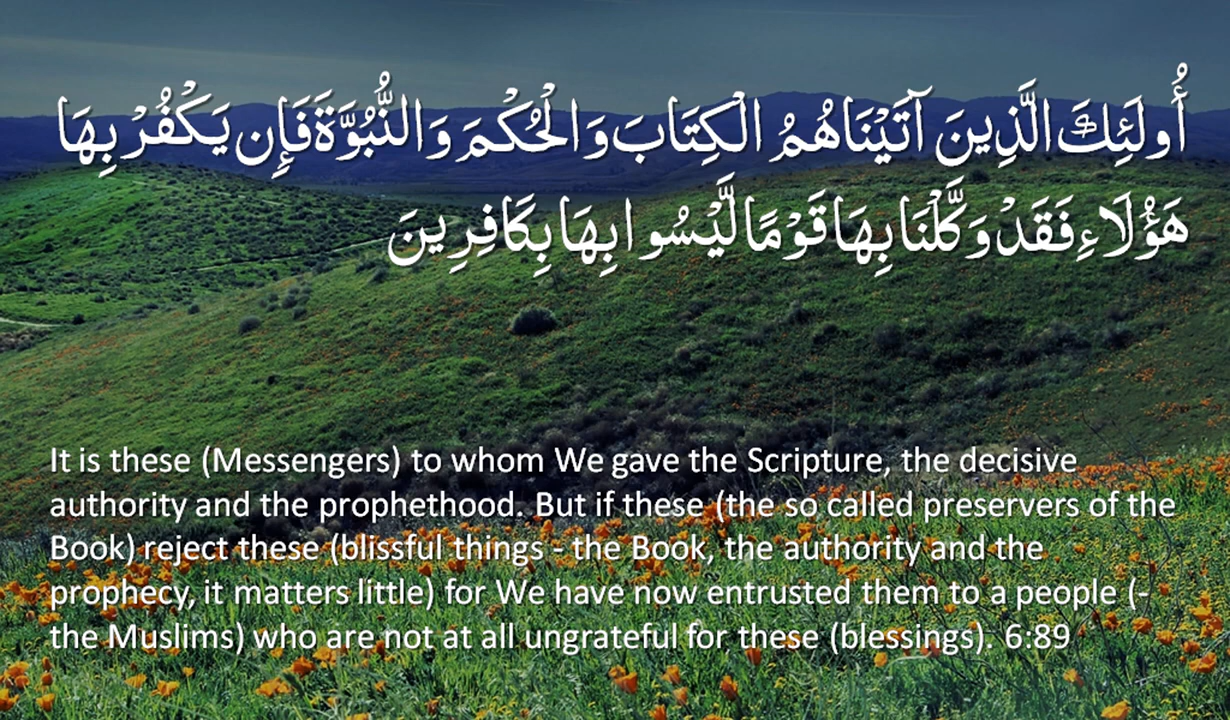 أُولَئِكَ الَّذِينَ آتَيْنَاهُمُ الْكِتَابَ وَالْحُكْمَ وَالنُّبُوَّةَ فَإِن يَكْفُرْ بِهَا
هَؤُلَاءِ فَقَدْ وَكَّلْنَا بِهَا قَوْمًا لَّيْسُوا بِهَا بِكَافِرِينَ
It is these (Messengers) to whom We gave the Scripture, the decisive
authority and the prophethood. But if these (the so called preservers of the
Book) reject these (blissful things - the Book, the authority and the
prophecy, it matters little) for We have now entrusted them to a people (-
the Muslims) who are not at all ungrateful for these (blessings). 6:89